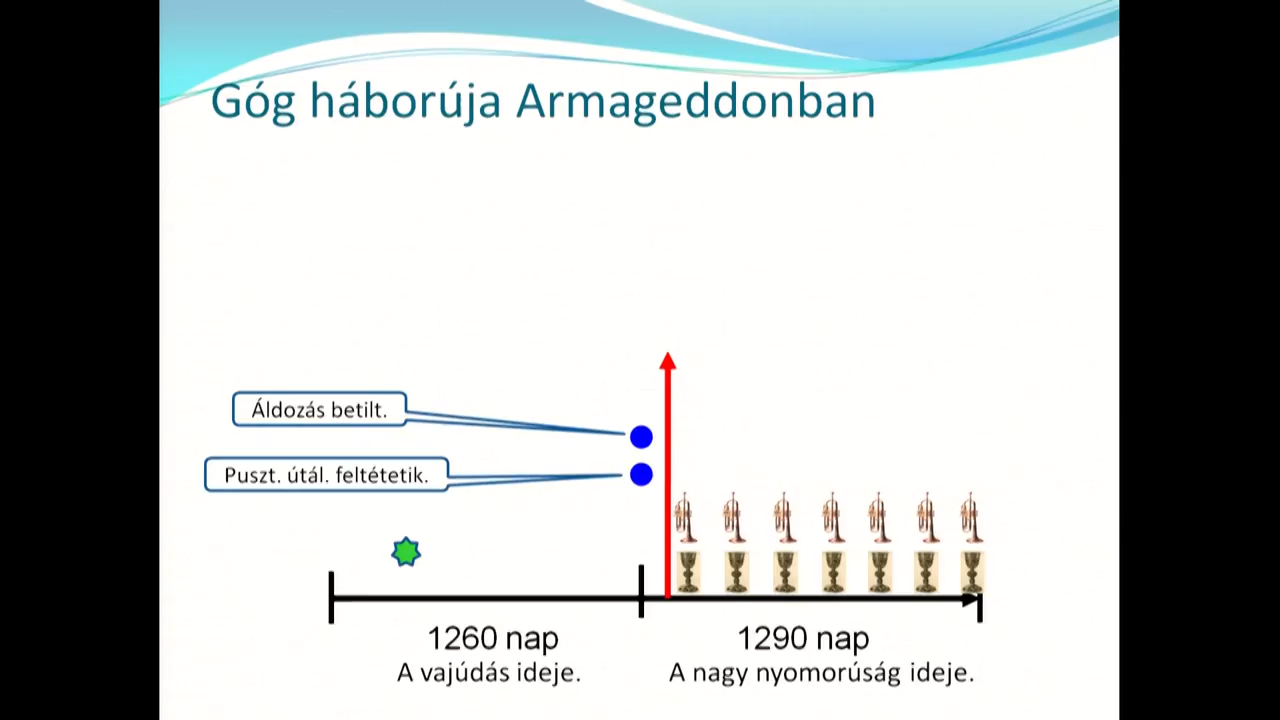 Góg háborúja Armageddonban
Áldozás betilt.
Puszt. útál. feltétetik.
1260 nap
A vajúdás ideje.
1290 nap
A nagy nyomorúság ideje.